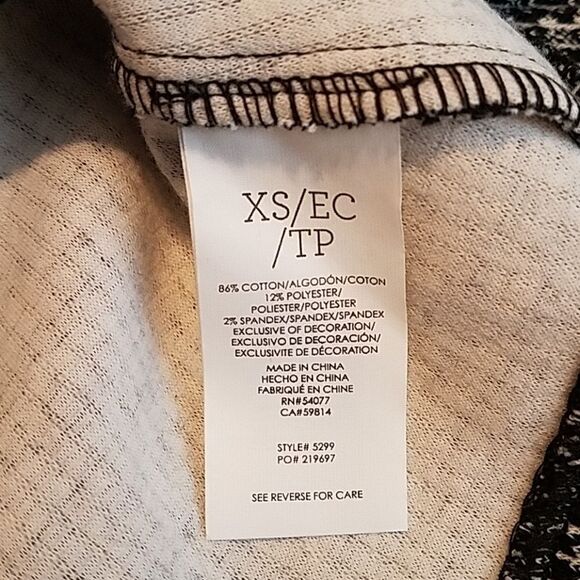 XS/EC
/TP
86% COTTON/ALGODÓN/COTON
12% POLYESTER/
POLIESTER/POLYESTER
2% SPANDEX/SPANDEX/SPANDEX
EXCLUSIVE OF DECORATION/
EXCLUSIVO DE DECORACIÓN/
EXCLUSIVITE DE DÉCORATION
MADE IN CHINA
HECHO EN CHINA
FABRIQUÉ EN CHINE
RN#54077
CA#59814
STYLE# 5299
PO# 219697
SEE REVERSE FOR CARE